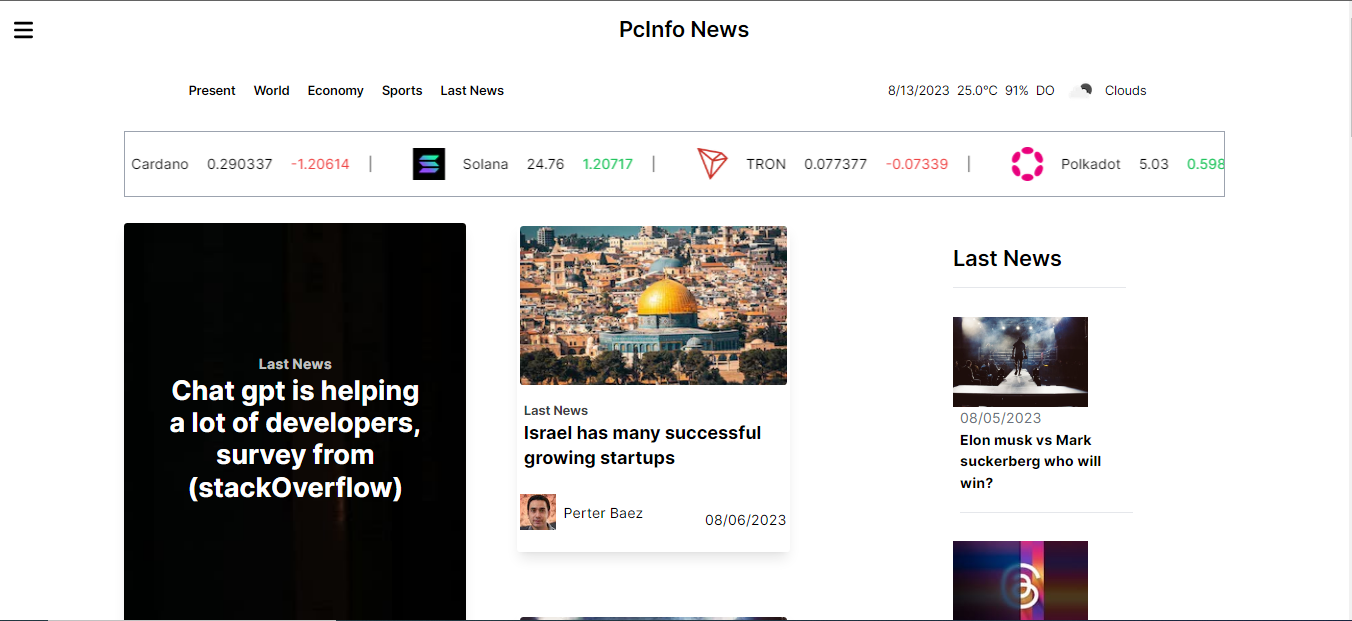 PcInfo News
Present World Economy Sports Last News
8/13/2023 25.0°C 91% DO Clouds
Cardano 0.290337 -1.20614 | Solana 24.76 1.20717 | TRON 0.077377 -0.07339 | Polkadot 5.03 0.598
Last News
Chat gpt is helping
a lot of developers,
survey from
(stackOverflow)
Last News
Israel has many successful
growing startups
Perter Baez
08/06/2023
Last News
08/05/2023
Elon musk vs Mark
suckerberg who will
win?